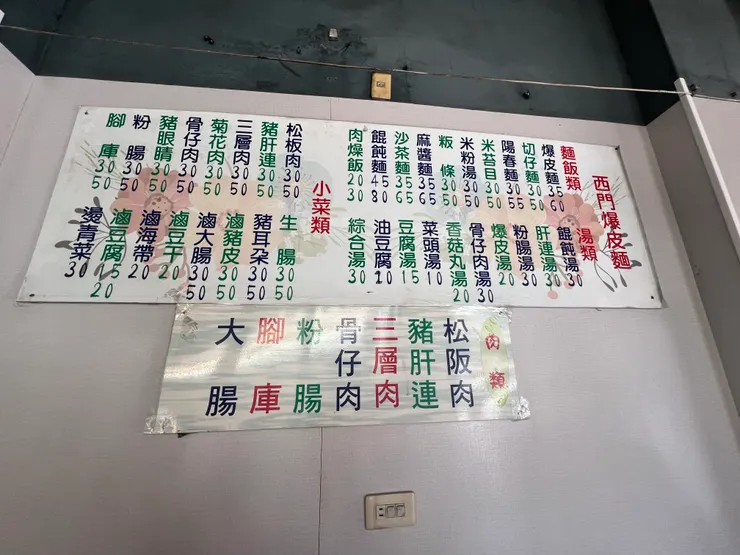 西門爆皮麵
麵飯類
爆皮麵 35 60
切仔麵 30
陽春麵 30
米苔目 30 50
米粉湯 30 50
粄條 30 50
麻醬麵 35 65
沙茶麵 35 65
餛飩麵 45 80
肉燥飯 20 30
湯類
餛飩湯 30
肝連湯 30
粉腸湯 30
爆皮湯 20
骨仔肉湯 30
香菇丸湯 20
菜頭湯 10
豆腐湯 15
油豆腐 10
綜合湯 30
小菜類
松板肉 30 50
豬肝連 30 50
三層肉 30 50
菊花肉 30 50
骨仔肉 30 50
豬眼睛 30 50
粉腸 30 50
腳庫 30 50
生腸 30 50
豬耳朵 30 50
滷豬皮 30 50
滷大腸 30 50
滷豆干 20
滷海帶 20
滷豆腐 5 20
燙青菜 30
肉類
松阪肉
豬肝連
三層肉
骨仔肉
粉腸
腳庫
大腸